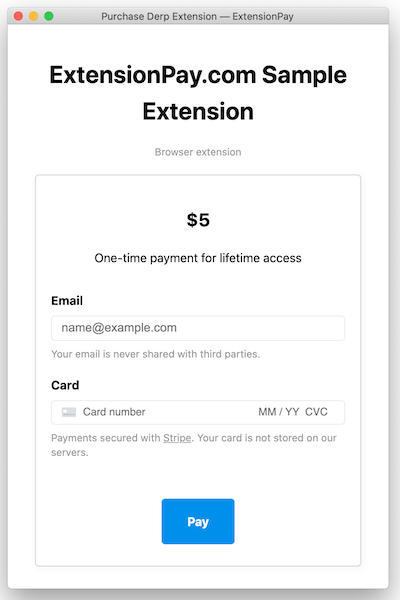 Purchase Derp Extension — ExtensionPay
ExtensionPay.com Sample
Extension
Browser extension
$5
One-time payment for lifetime access
Email
name@example.com
Your email is never shared with third parties.
Card
Card number MM / YY CVC
Payments secured with Stripe. Your card is not stored on our
servers.
Pay